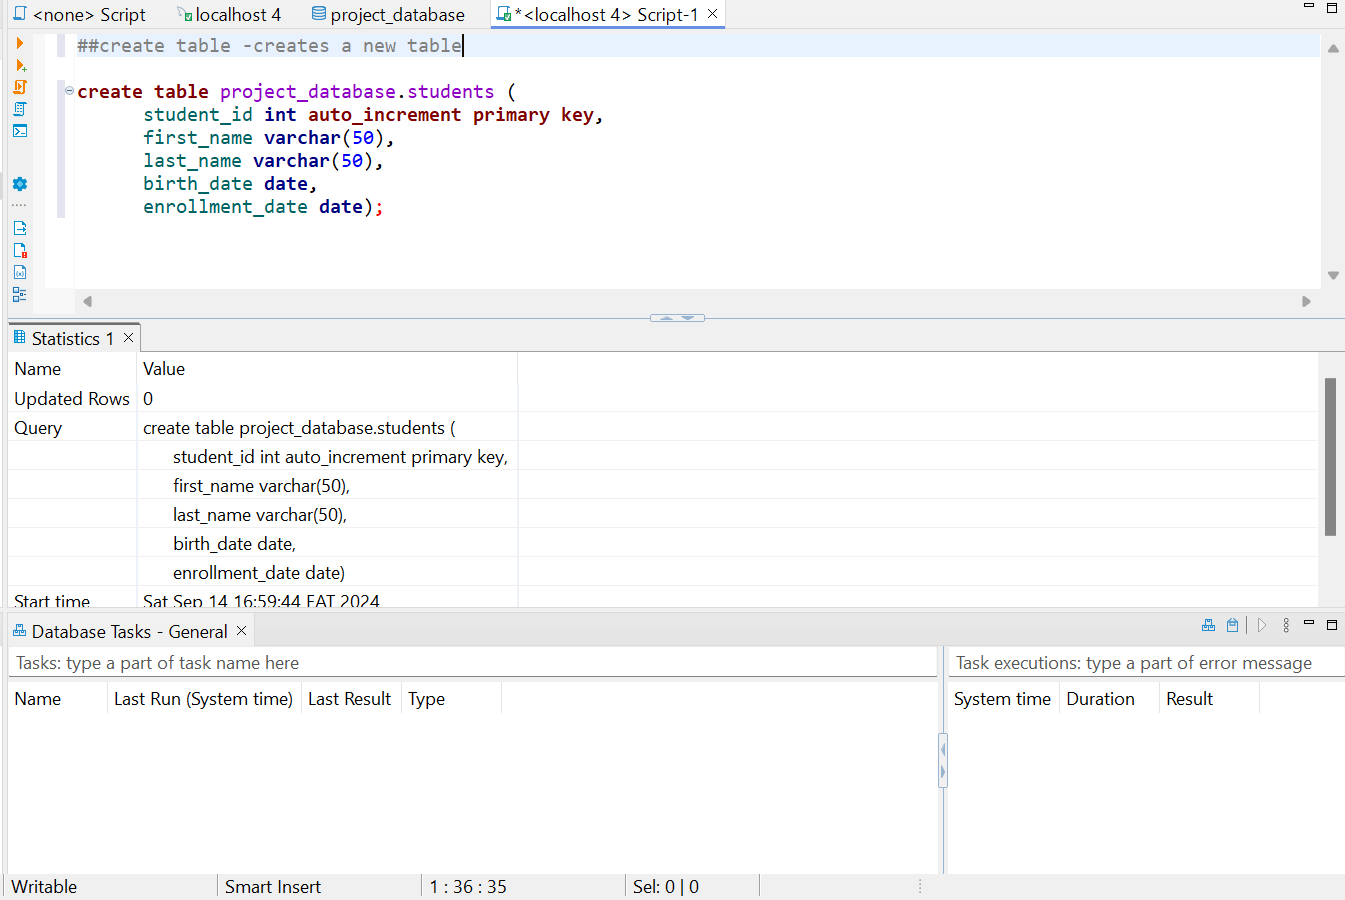 <none> Script
localhost 4
project_database
*<localhost 4> Script-1
##create table -creates a new table
create table project_database.students (
student_id int auto_increment primary key,
first_name varchar(50),
last_name varchar(50),
birth_date date,
enrollment_date date);
Statistics 1
Name Value
Updated Rows 0
Query create table project_database.students (
student_id int auto_increment primary key,
first_name varchar(50),
last_name varchar(50),
birth_date date,
enrollment_date date)
Start time Sat Sep 14 16:59:44 EAT 2024
Database Tasks - General
Tasks: type a part of task name here
Task executions: type a part of error message
Name Last Run (System time) Last Result Type
System time Duration Result
Writable Smart Insert 1 : 36 : 35 Sel: 0 | 0